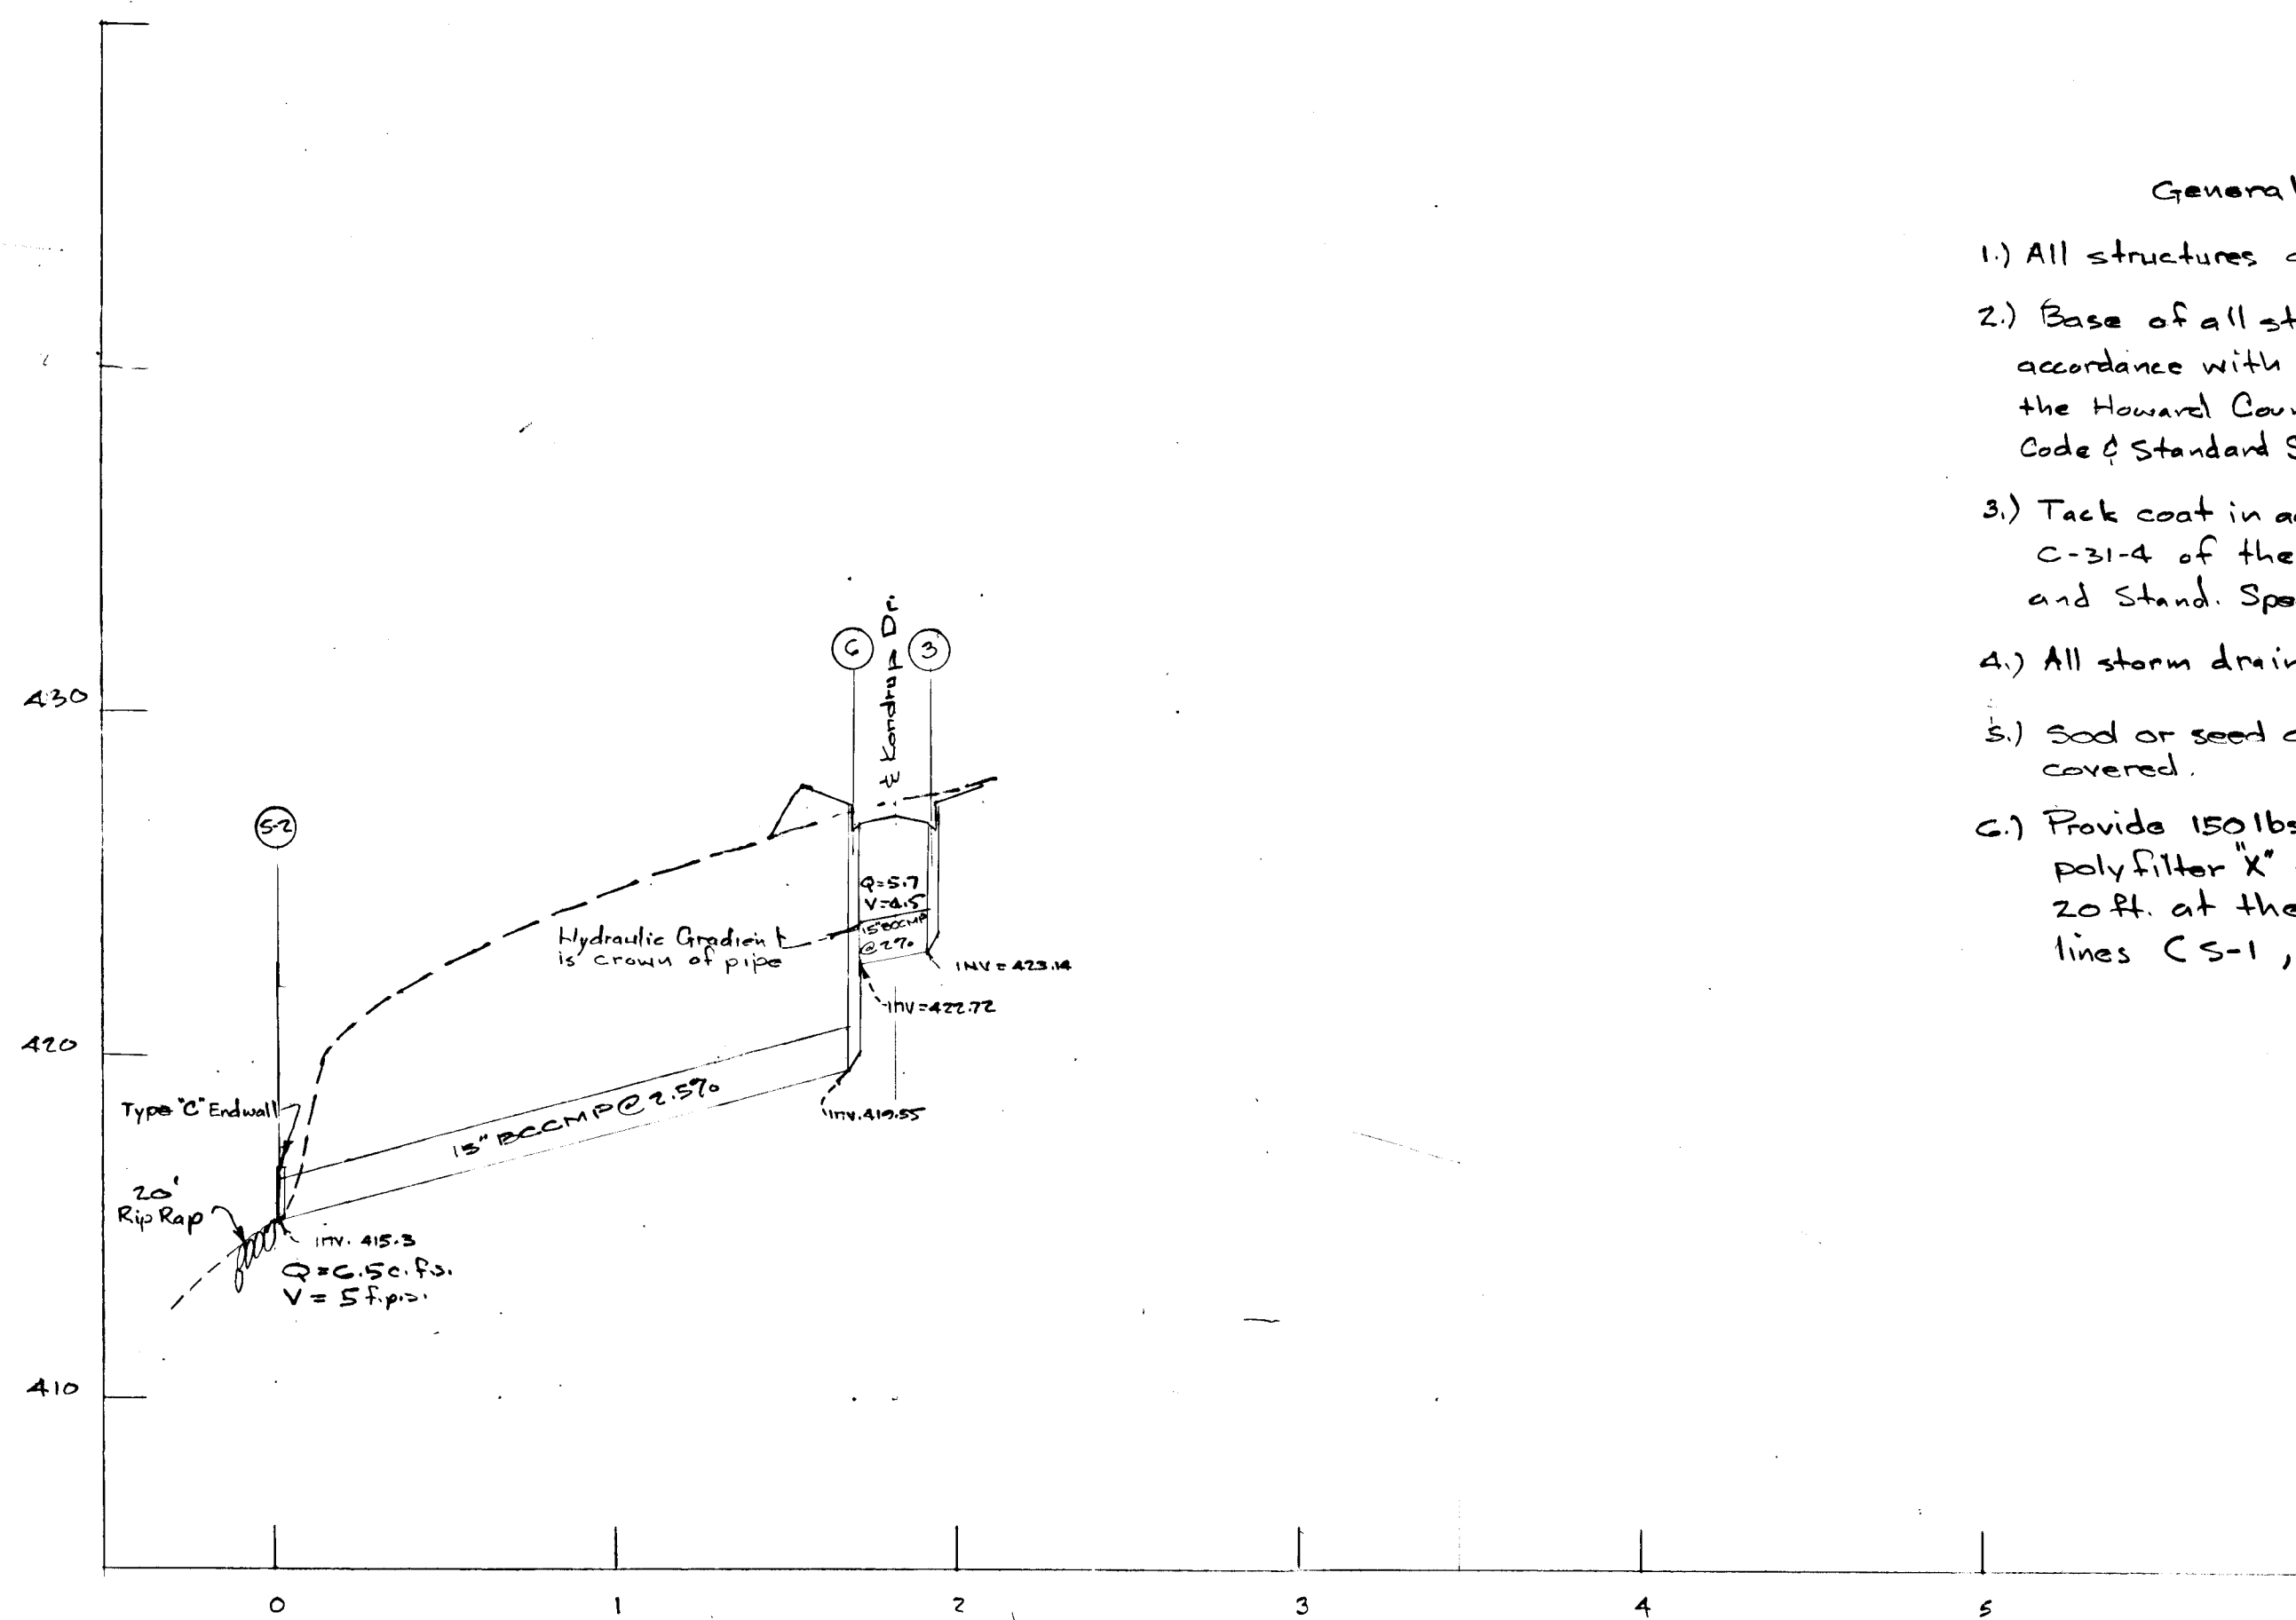 General
1.) All structures
2.) Base of all st
accordance with
the Howard Cou
Code & Standard S
3.) Tack coat in a
C-31-4 of the
and Stand. Spe
4.) All storm drain
5.) Sod or seed
covered.
6.) Provide 150 lbs
poly filter "X"
20 ft. at the
lines ( S-1 ,
6
3
℄ Kondrup Dr.
430
S-2
Q=5.7
V=4.5
15" BCCMP
@ 2%
Hydraulic Gradient
is crown of pipe
INV = 423.14
INV = 422.72
420
15" BCCMP @ 2.5%
Inv. 419.55
Type "C" Endwall
20'
Rip Rap
inv. 415.3
Q = 6.5 c.f.s.
V = 5 f.p.s.
410
0 1 2 3 4 5